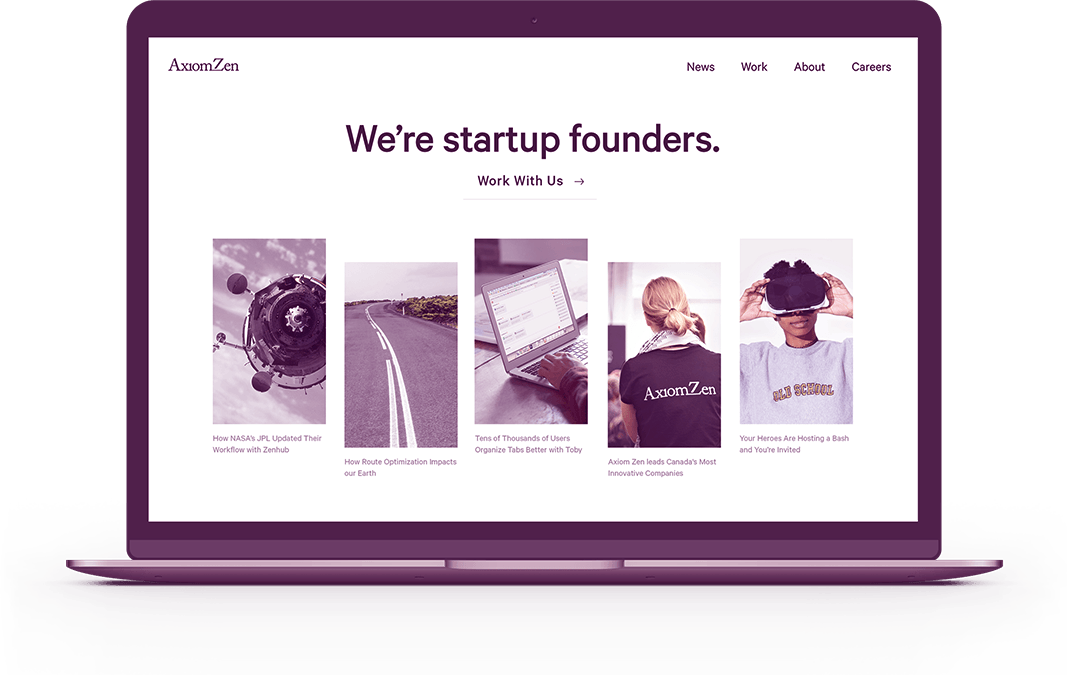 AxiomZen
News Work About Careers
We’re startup founders.
Work With Us →
AxiomZen
OLD SCHOOL
How NASA's JPL Updated Their
Workflow with Zenhub
How Route Optimization Impacts
our Earth
Tens of Thousands of Users
Organize Tabs Better with Toby
Axiom Zen leads Canada's Most
Innovative Companies
Your Heroes Are Hosting a Bash
and You're Invited